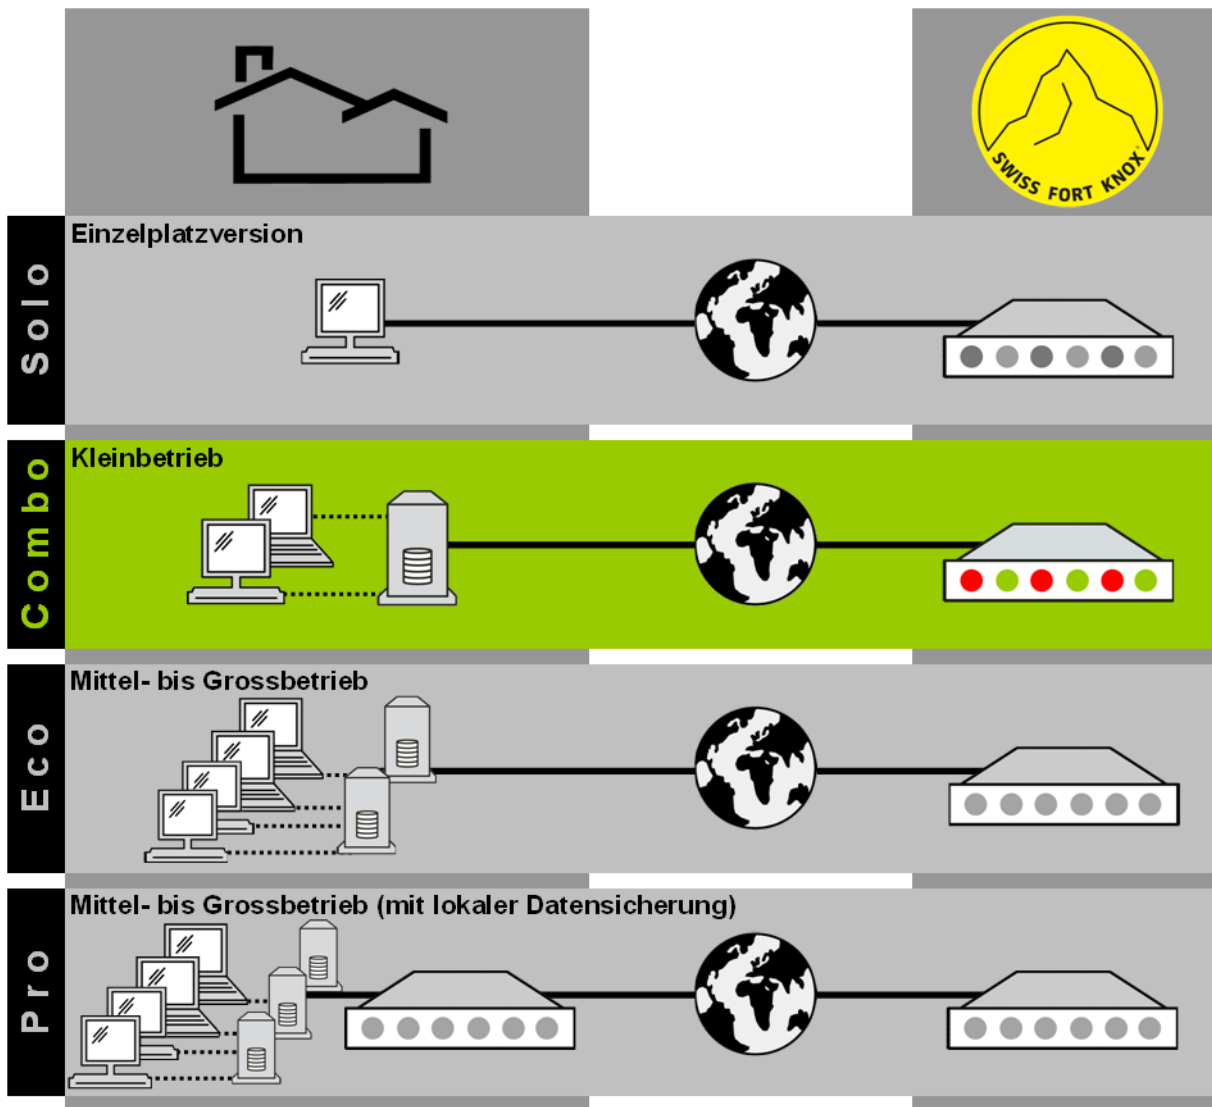 SWISS FORT KNOX®
Solo
Einzelplatzversion
Combo
Kleinbetrieb
Eco
Mittel- bis Grossbetrieb
Pro
Mittel- bis Grossbetrieb (mit lokaler Datensicherung)